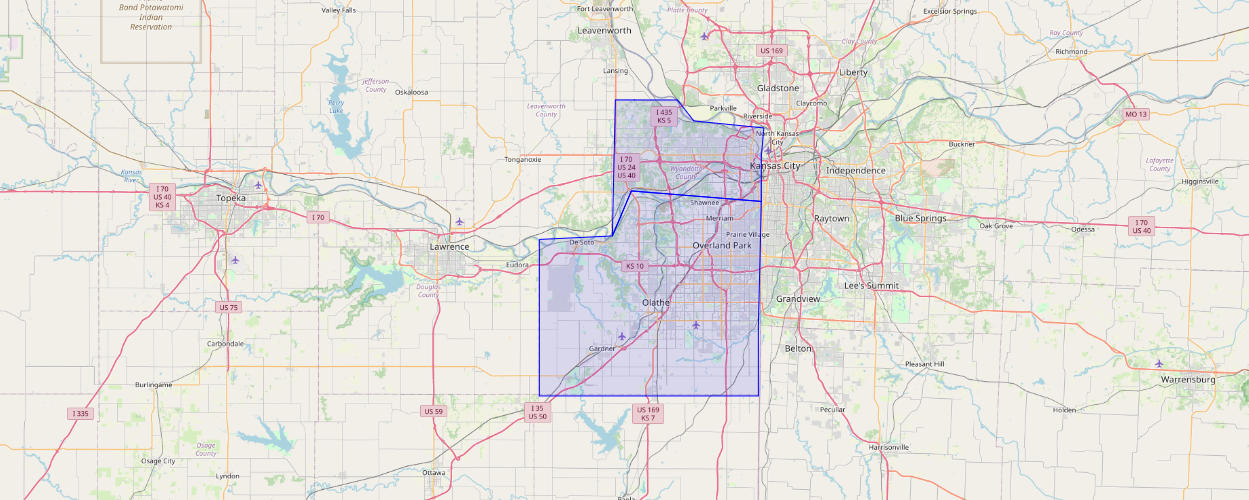 Band Potawatomi
Indian
Reservation
Valley Falls
Fort Leavenworth
Leavenworth
Platte County
Excelsior Springs
US 169
Clay County
Ray County
Richmond
Lansing
Liberty
Jefferson
County
Oskaloosa
Perry
Lake
Gladstone
Leavenworth
County
Parkville
Claycomo
Riverside
I 435
KS 5
MO 13
North Kansas
City
Buckner
Tonganoxie
I 70
US 24
US 40
Wyandotte
County
Kansas City
Independence
Lafayette
County
Higginsville
Kansas
River
I 70
US 40
KS 4
Topeka
I 70
Shawnee
Merriam
Raytown
Blue Springs
Oak Grove
Odessa
I 70
US 40
Prairie Village
Lawrence
De Soto
Overland Park
Eudora
KS 10
Douglas
County
Lee's Summit
Grandview
Olathe
US 75
Carbondale
Gardner
Belton
Pleasant Hill
Burlingame
Warrensburg
I 335
US 59
I 35
US 50
US 169
KS 7
Peculiar
Holden
Osage
County
Harrisonville
Osage City
Lyndon
Ottawa
Paola